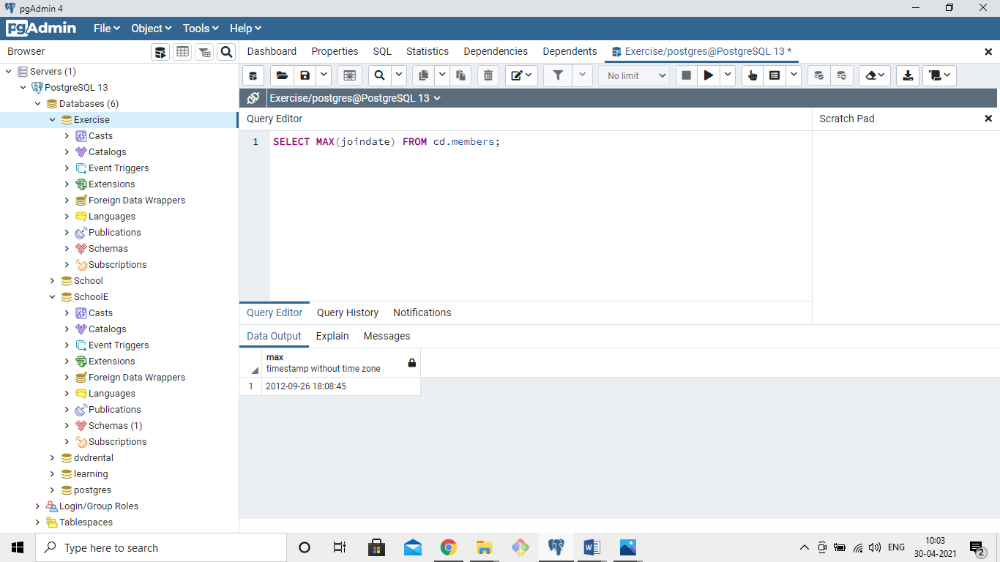 pgAdmin 4
pgAdmin File Object Tools Help
Browser
Dashboard Properties SQL Statistics Dependencies Dependents Exercise/postgres@PostgreSQL 13 *
No limit
Exercise/postgres@PostgreSQL 13
Query Editor
Scratch Pad
1 SELECT MAX(joindate) FROM cd.members;
Query Editor Query History Notifications
Data Output Explain Messages
max
timestamp without time zone
1 2012-09-26 18:08:45
Servers (1)
PostgreSQL 13
Databases (6)
Exercise
Casts
Catalogs
Event Triggers
Extensions
Foreign Data Wrappers
Languages
Publications
Schemas
Subscriptions
School
SchoolE
Casts
Catalogs
Event Triggers
Extensions
Foreign Data Wrappers
Languages
Publications
Schemas (1)
Subscriptions
dvdrental
learning
postgres
Login/Group Roles
Tablespaces
Type here to search
ENG
10:03
30-04-2021
2